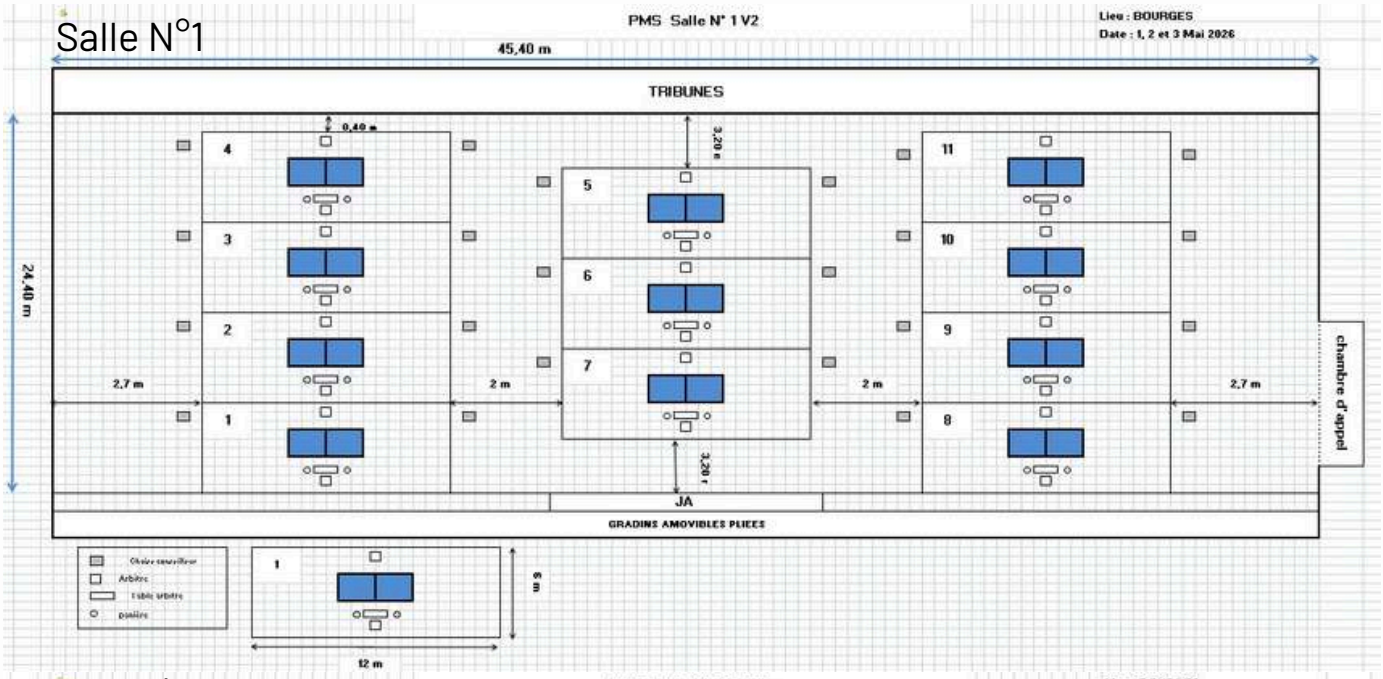 Salle N°1
PMS Salle N° 1 V2
Lieu : BOURGES
Date : 1, 2 et 3 Mai 2026
45,40 m
TRIBUNES
0,40 m
3,20
4
5
11
3
6
10
24,40 m
2
7
9
2,7 m
2 m
2 m
2,7 m
chambre d'appel
1
8
3,20
JA
GRADINS AMOVIBLES PLIEES
Arbitre
Table arbitre
1
6 m
12 m